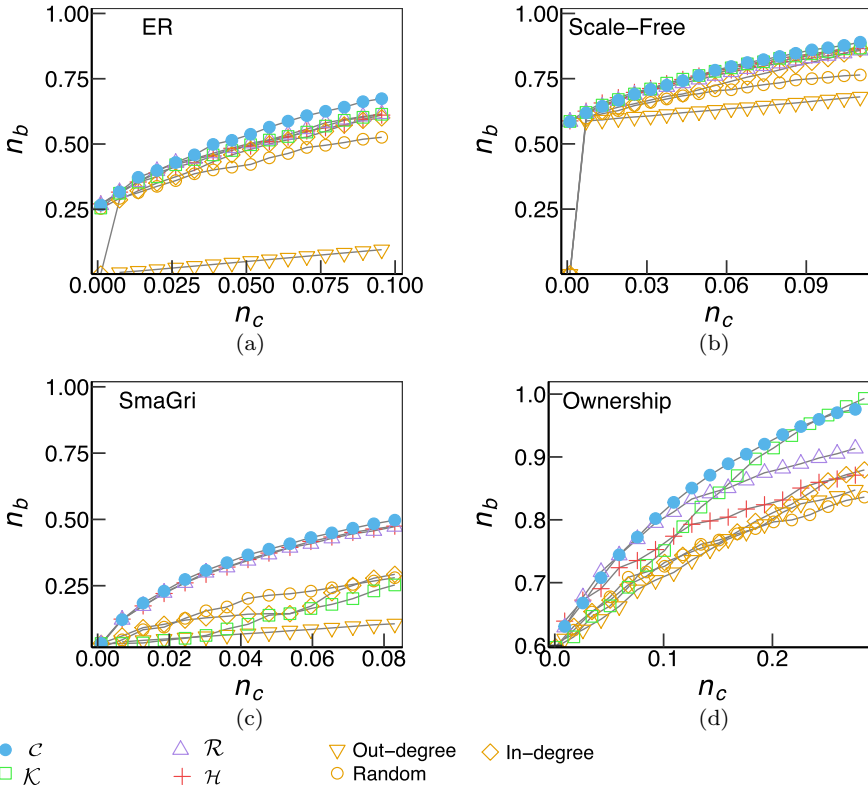 ER
1.00
0.75
0.50
0.25
n_b
0.000 0.025 0.050 0.075 0.100
n_c
(a)
Scale−Free
1.00
0.75
0.50
0.25
n_b
0.00 0.03 0.06 0.09
n_c
(b)
SmaGri
1.00
0.75
0.50
0.25
n_b
0.00 0.02 0.04 0.06 0.08
n_c
(c)
Ownership
1.0
0.9
0.8
0.7
0.6
n_b
0.0 0.1 0.2
n_c
(d)
C R Out−degree In−degree
K H Random